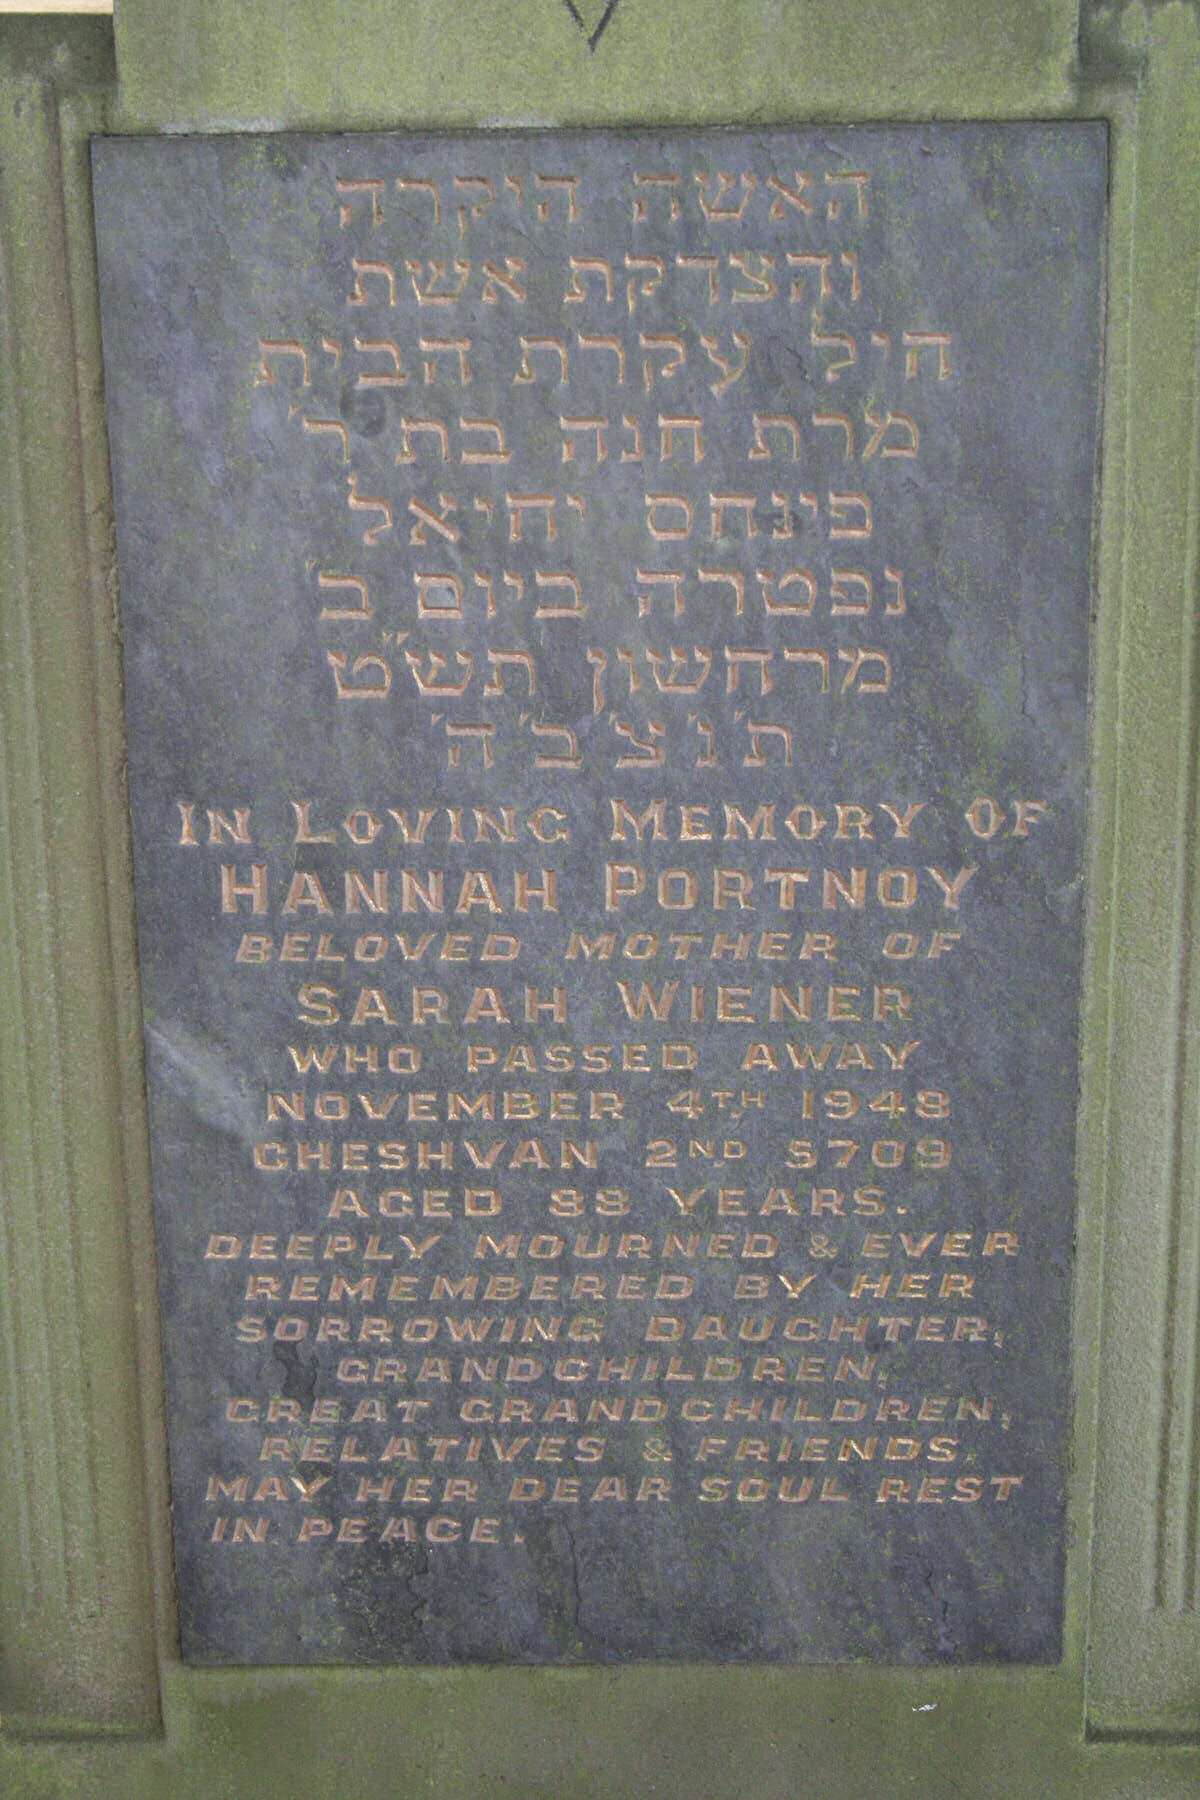 האשה היקרה
והצדקת אשת
חיל עקרת הבית
מרת חנה בת ר'
פינחס יחיאל
נפטרה ביום ב'
מרחשון תש"ט
ת'נ'צ'ב'ה'
IN LOVING MEMORY OF
HANNAH PORTNOY
BELOVED MOTHER OF
SARAH WIENER
WHO PASSED AWAY
NOVEMBER 4TH 1948
CHESHVAN 2ND 5709
AGED 88 YEARS.
DEEPLY MOURNED & EVER
REMEMBERED BY HER
SORROWING DAUGHTER,
GRANDCHILDREN,
GREAT GRANDCHILDREN,
RELATIVES & FRIENDS.
MAY HER DEAR SOUL REST
IN PEACE.